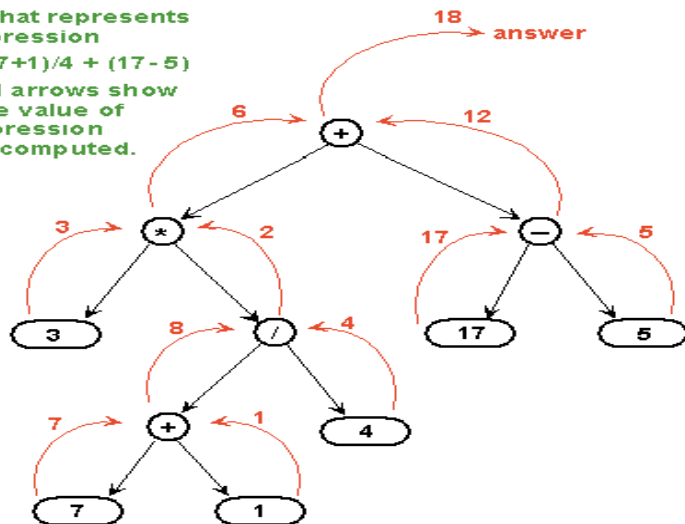 that represents
pression
7+1)/4 + (17-5)
arrows show
e value of
pression
computed.
18
answer
6
12
+
3
*
2
17
–
5
3
8
/
4
17
5
7
+
1
4
7
1